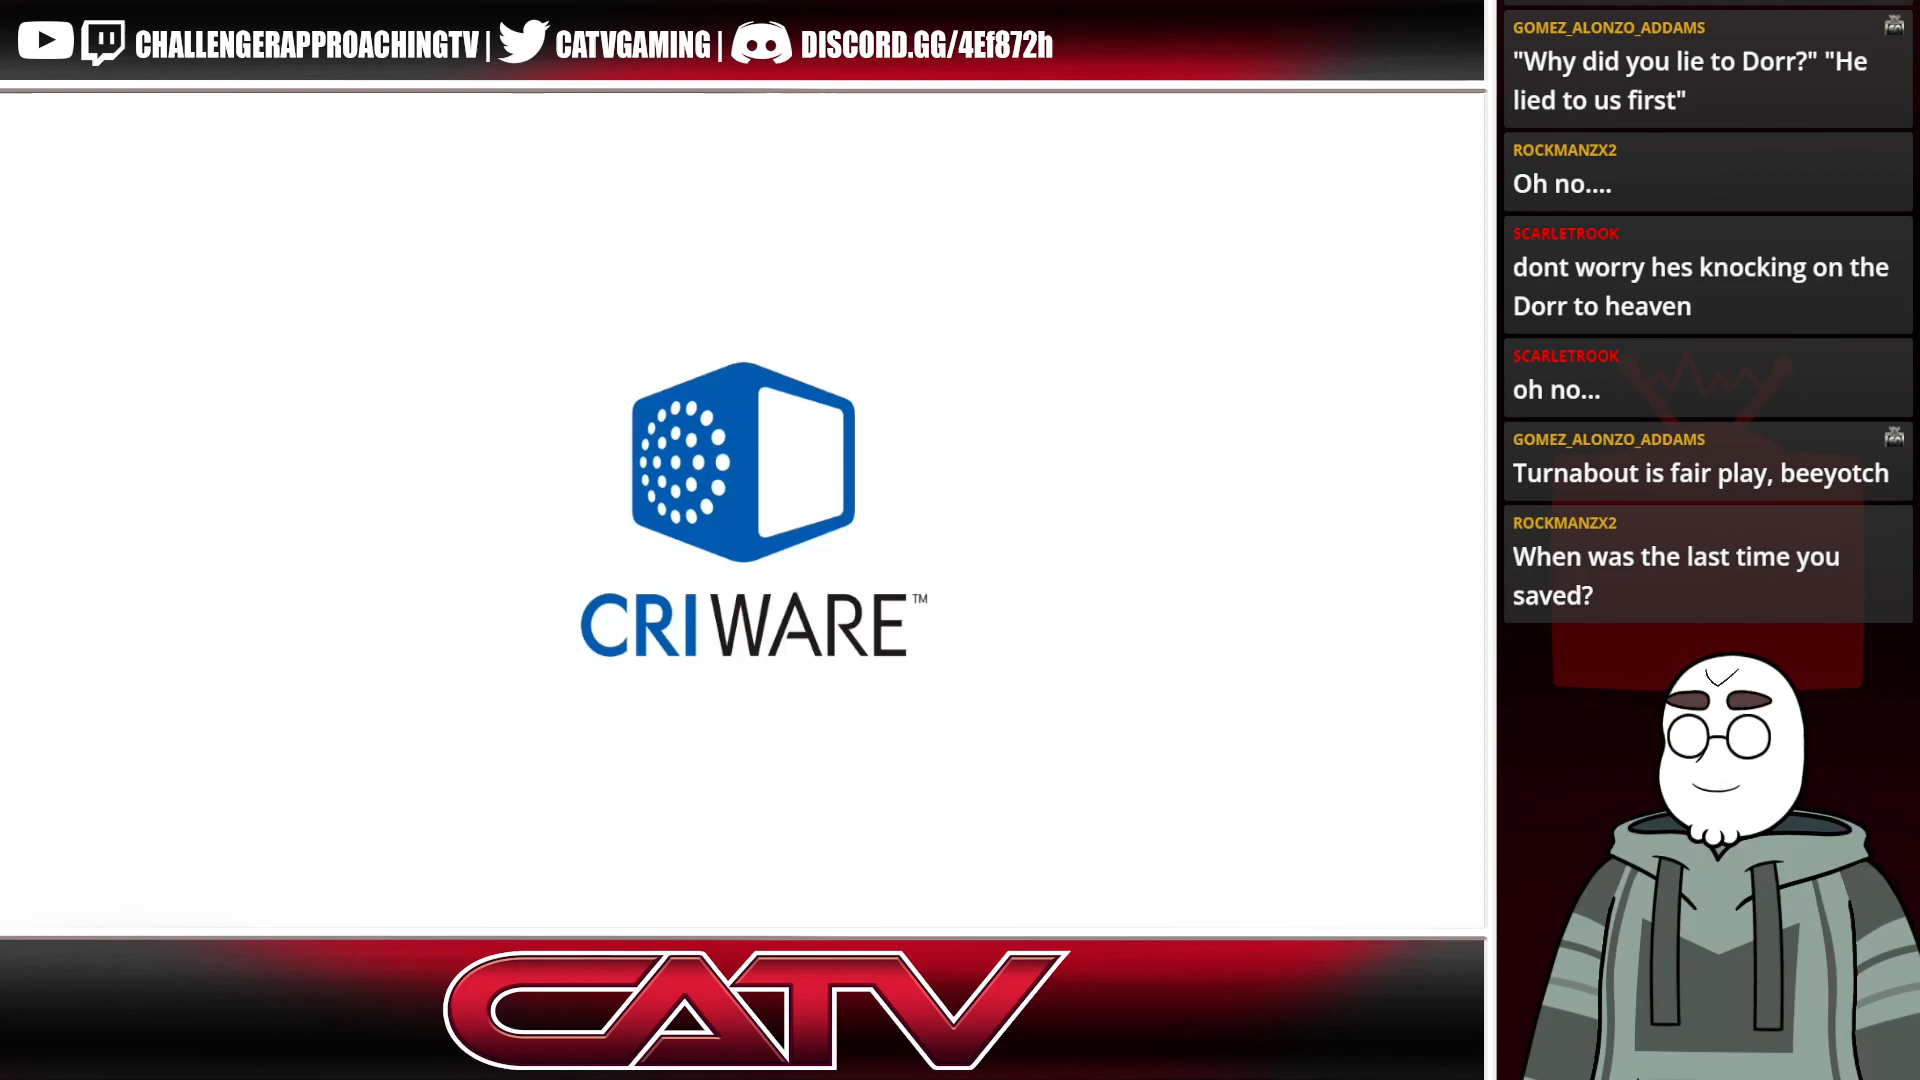 CHALLENGERAPPROACHINGTV | CATVGAMING | DISCORD.GG/4Ef872h
CRIWARE™
CATV
GOMEZ_ALONZO_ADDAMS
"Why did you lie to Dorr?" "He
lied to us first"
ROCKMANZX2
Oh no....
SCARLETROOK
dont worry hes knocking on the
Dorr to heaven
SCARLETROOK
oh no...
GOMEZ_ALONZO_ADDAMS
Turnabout is fair play, beeyotch
ROCKMANZX2
When was the last time you
saved?